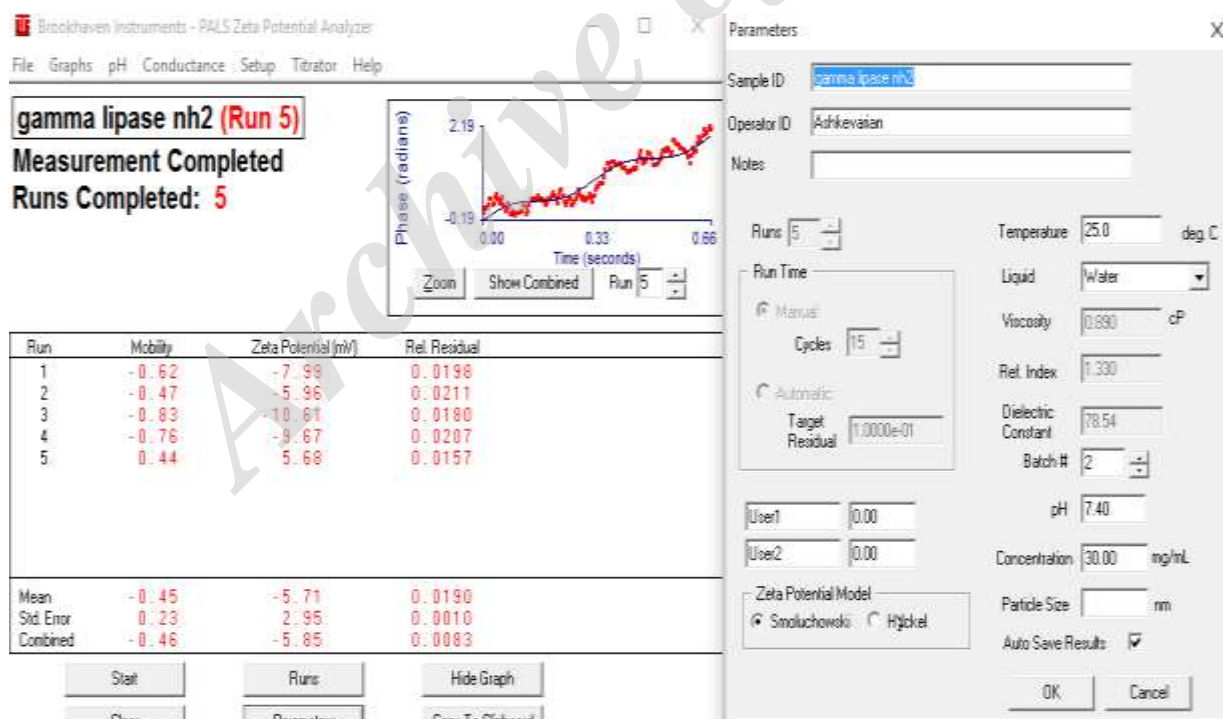 Brookhaven Instruments - PALS Zeta Potential Analyzer
File Graphs pH Conductance Setup Titrator Help
gamma lipase nh2 (Run 5)
Measurement Completed
Runs Completed: 5
Phase (radians)
2.19
-0.19
0.00 0.33 0.66
Time (seconds)
Zoom Show Combined Run 5
Run Mobility Zeta Potential (mV) Rel. Residual
1 -0.62 -7.99 0.0198
2 -0.47 -5.96 0.0211
3 -0.83 -10.61 0.0180
4 -0.76 -9.67 0.0207
5 0.44 5.68 0.0157
Mean -0.45 -5.71 0.0190
Std. Error 0.23 2.95 0.0010
Combined -0.46 -5.85 0.0083
Start Runs Hide Graph
Parameters
Sample ID gamma lipase nh2
Operator ID Ashkevarian
Notes
Runs 5
Run Time
Manual
Cycles 15
Automatic
Target
Residual 1.0000e-01
User1 0.00
User2 0.00
Zeta Potential Model
Smoluchowski Hückel
Temperature 25.0 deg. C
Liquid Water
Viscosity 0.890 cP
Ref. Index 1.330
Dielectric
Constant 78.54
Batch # 2
pH 7.40
Concentration 30.00 mg/mL
Particle Size nm
Auto Save Results
OK Cancel
Archive